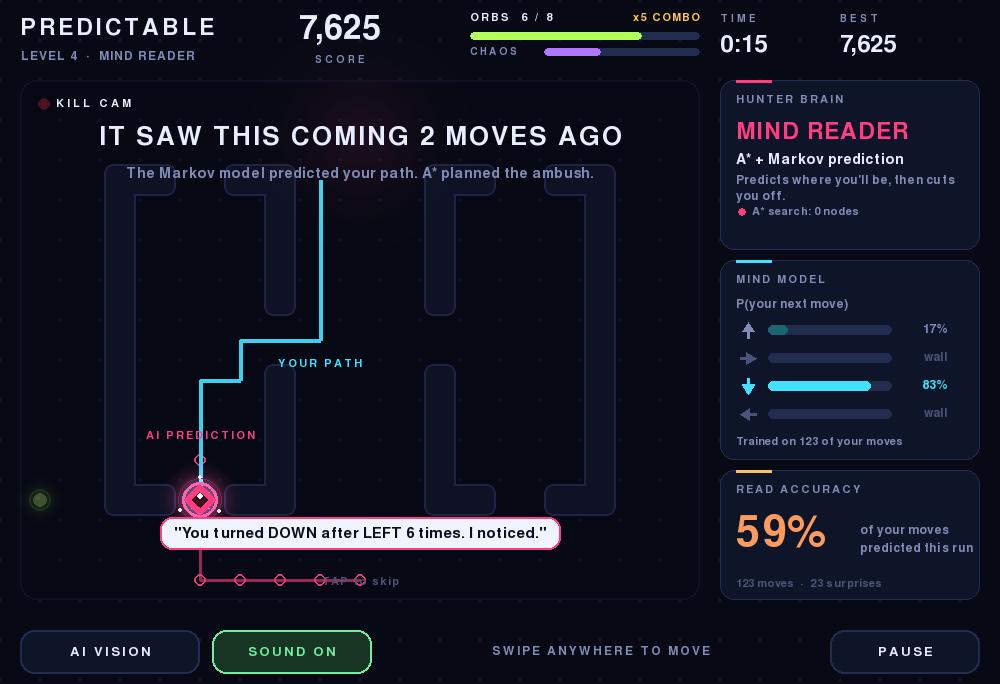 PREDICTABLE
LEVEL 4 · MIND READER
7,625
SCORE
ORBS 6 / 8
x5 COMBO
CHAOS
TIME
0:15
BEST
7,625
KILL CAM
IT SAW THIS COMING 2 MOVES AGO
The Markov model predicted your path. A* planned the ambush.
YOUR PATH
AI PREDICTION
"You turned DOWN after LEFT 6 times. I noticed."
TAP to skip
HUNTER BRAIN
MIND READER
A* + Markov prediction
Predicts where you'll be, then cuts
you off.
A* search: 0 nodes
MIND MODEL
P(your next move)
17%
wall
83%
wall
Trained on 123 of your moves
READ ACCURACY
59%
of your moves
predicted this run
123 moves · 23 surprises
AI VISION
SOUND ON
SWIPE ANYWHERE TO MOVE
PAUSE